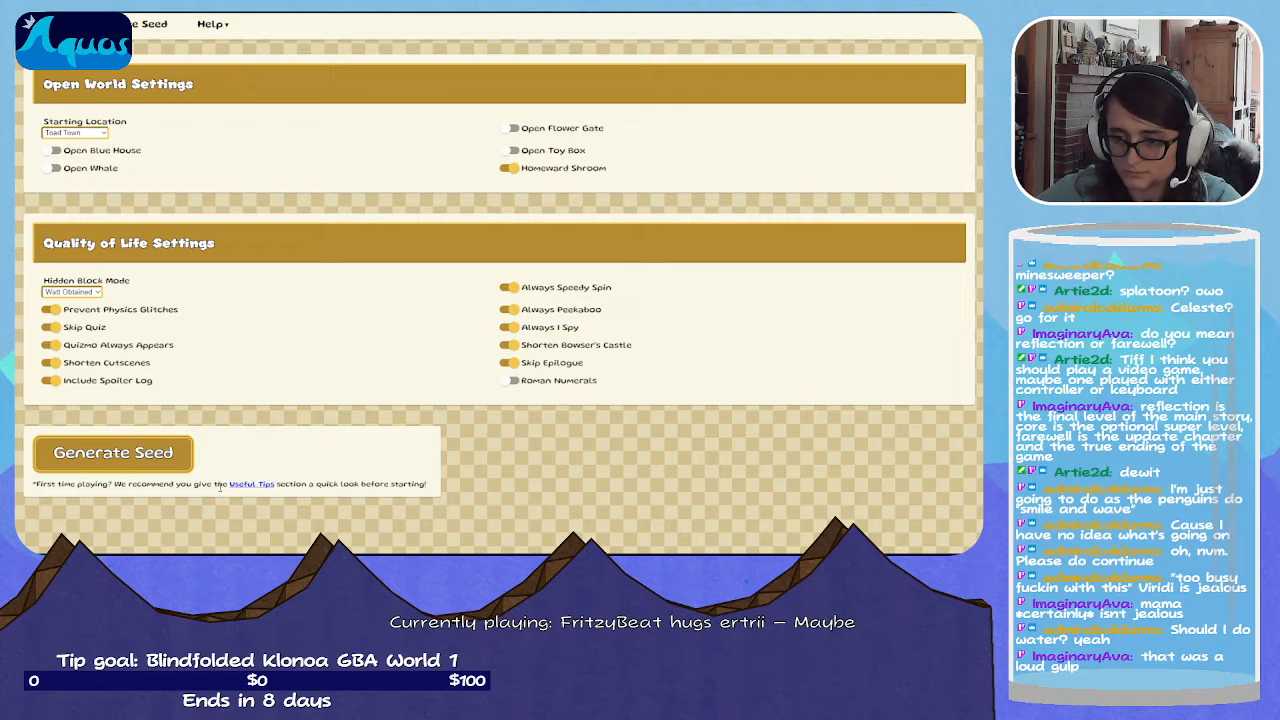 Aquos
e Seed
Help ▾
Open World Settings
Starting Location
Toad Town
Open Blue House
Open Whale
Open Flower Gate
Open Toy Box
Homeward Shroom
Quality of Life Settings
Hidden Block Mode
Watt Obtained
Prevent Physics Glitches
Skip Quiz
Quizmo Always Appears
Shorten Cutscenes
Include Spoiler Log
Always Speedy Spin
Always Peekaboo
Always I Spy
Shorten Bowser's Castle
Skip Epilogue
Roman Numerals
Generate Seed
*First time playing? We recommend you give the Useful Tips section a quick look before starting!
Currently playing: FritzyBeat hugs ertrii – Maybe
Tip goal: Blindfolded Klonoa GBA World 1
0 $0 $100
Ends in 8 days
minesweeper?
Artie2d: splatoon? owo
admiralcoldarms: Celeste?
go for it
ImaginaryAva: do you mean
reflection or farewell?
Artie2d: Tiff I think you
should play a video game,
maybe one played with either
controller or keyboard
ImaginaryAva: reflection is
the final level of the main story,
core is the optional super level,
farewell is the update chapter
and the true ending of the
game
Artie2d: dewit
admiralcoldarms: I'm just
going to do as the penguins do
"smile and wave"
admiralcoldarms: Cause I
have no idea what's going on
admiralcoldarms: oh, num.
Please do continue
admiralcoldarms: "too busy
fuckin with this" Viridi is jealous
ImaginaryAva: mama
*certainly* isnt jealous
admiralcoldarms: Should I do
water? yeah
ImaginaryAva: that was a
loud gulp